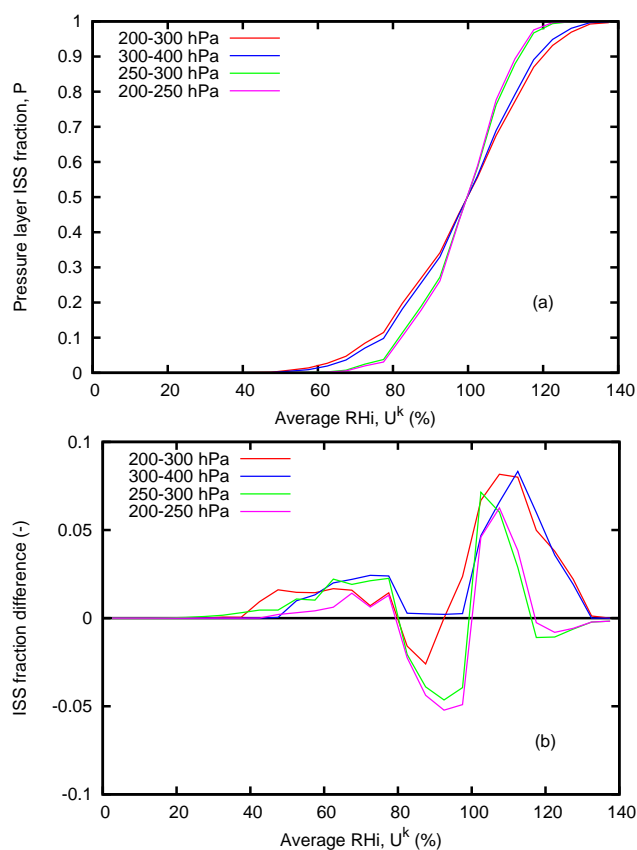 Pressure layer ISS fraction, P
1
0.9
0.8
0.7
0.6
0.5
0.4
0.3
0.2
0.1
0
200-300 hPa
300-400 hPa
250-300 hPa
200-250 hPa
(a)
0 20 40 60 80 100 120 140
Average RHi, U^k (%)
ISS fraction difference (-)
0.1
0.05
0
-0.05
-0.1
200-300 hPa
300-400 hPa
250-300 hPa
200-250 hPa
(b)
0 20 40 60 80 100 120 140
Average RHi, U^k (%)